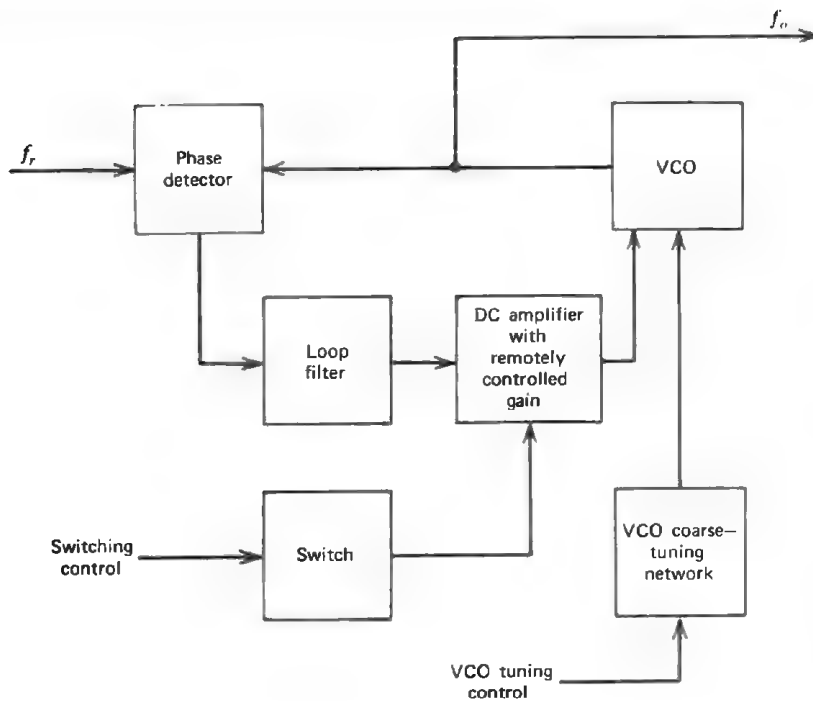 f_o
f_r
Phase
detector
VCO
Loop
filter
DC amplifier
with
remotely
controlled
gain
Switching
control
Switch
VCO coarse–
tuning
network
VCO tuning
control